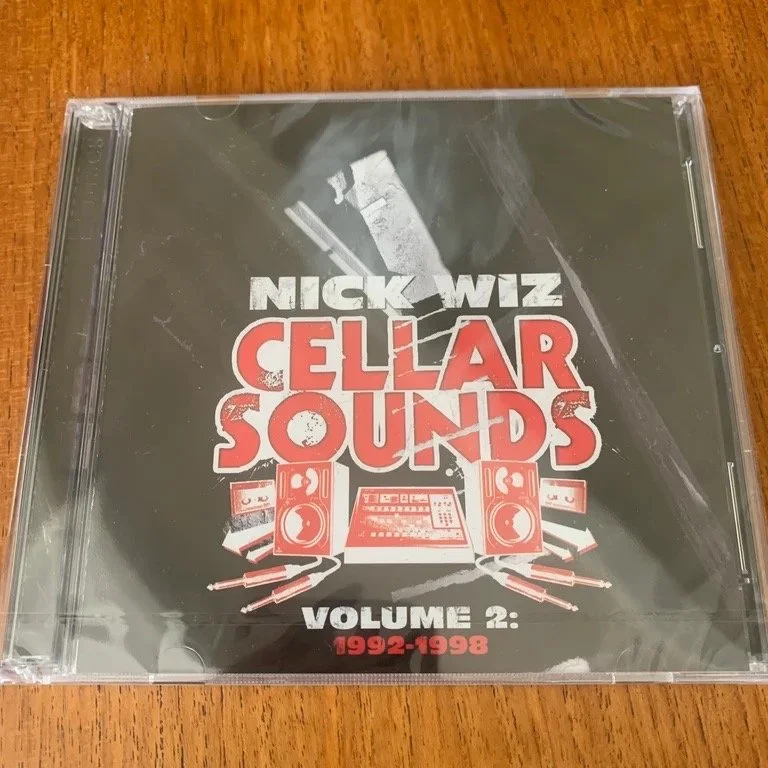 NICK WIZ
CELLAR
SOUNDS
VOLUME 2:
1992-1998